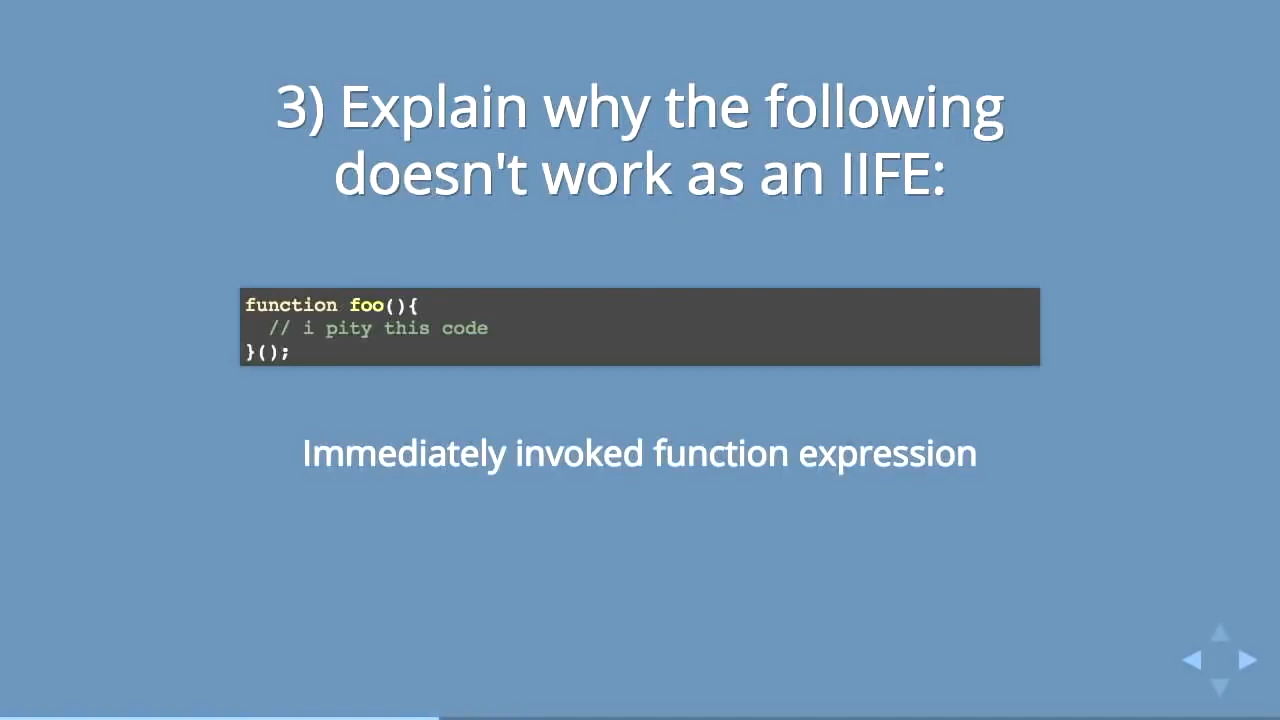 3) Explain why the following
doesn't work as an IIFE:
function foo(){
  // i pity this code
}();
Immediately invoked function expression